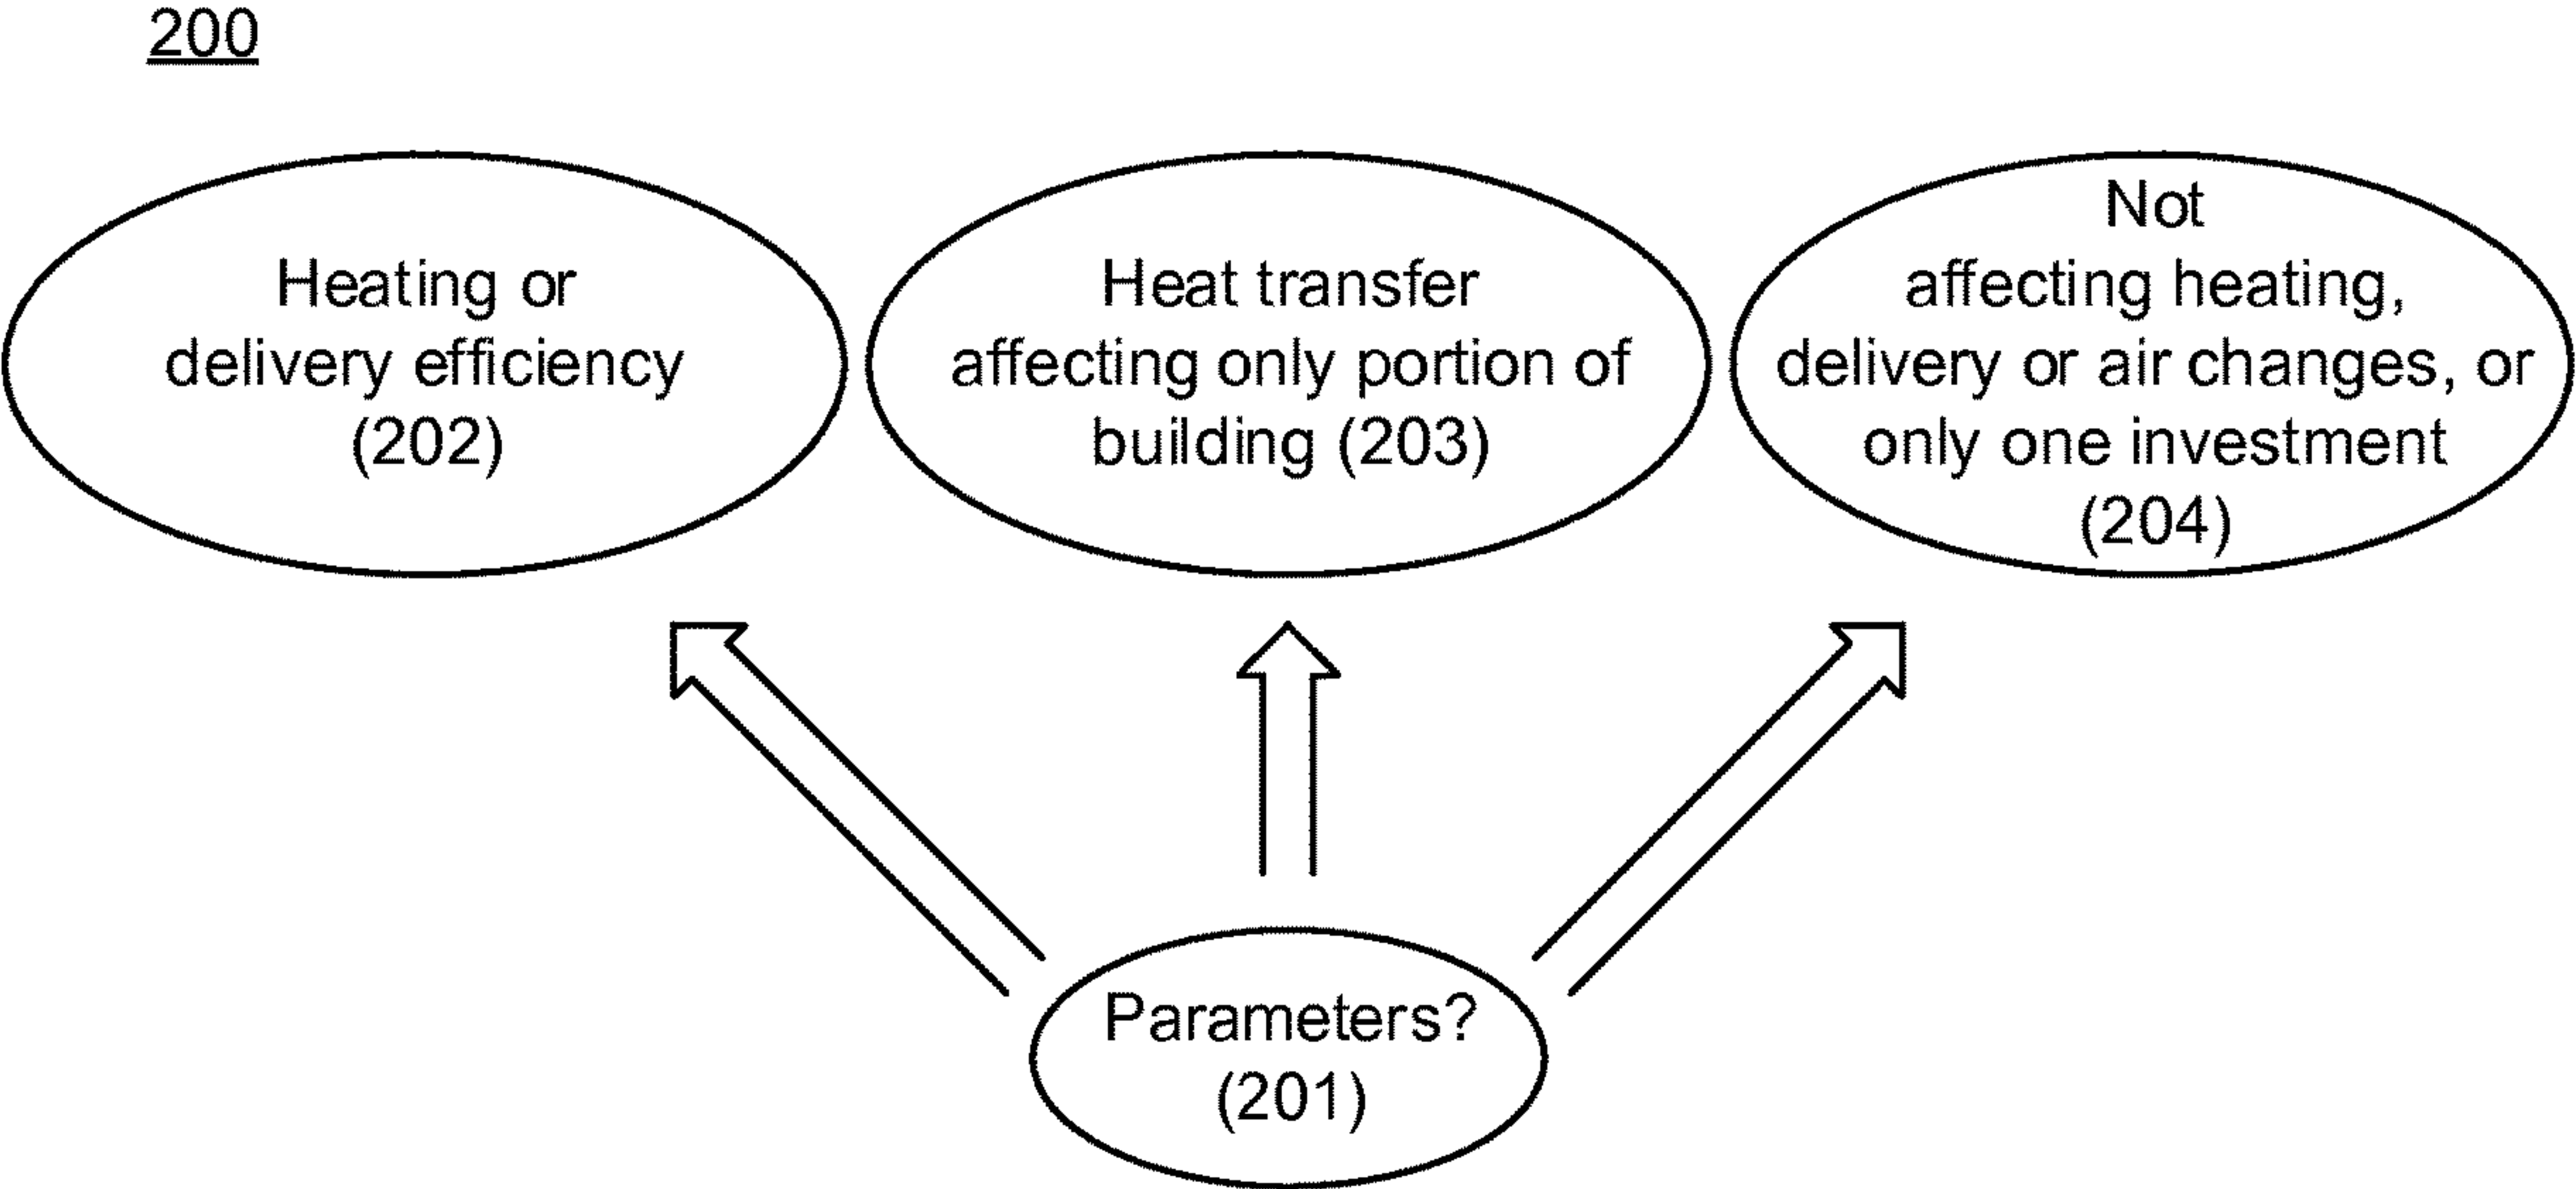 200
Heating or
delivery efficiency
(202)
Heat transfer
affecting only portion of
building (203)
Not
affecting heating,
delivery or air changes, or
only one investment
(204)
Parameters?
(201)